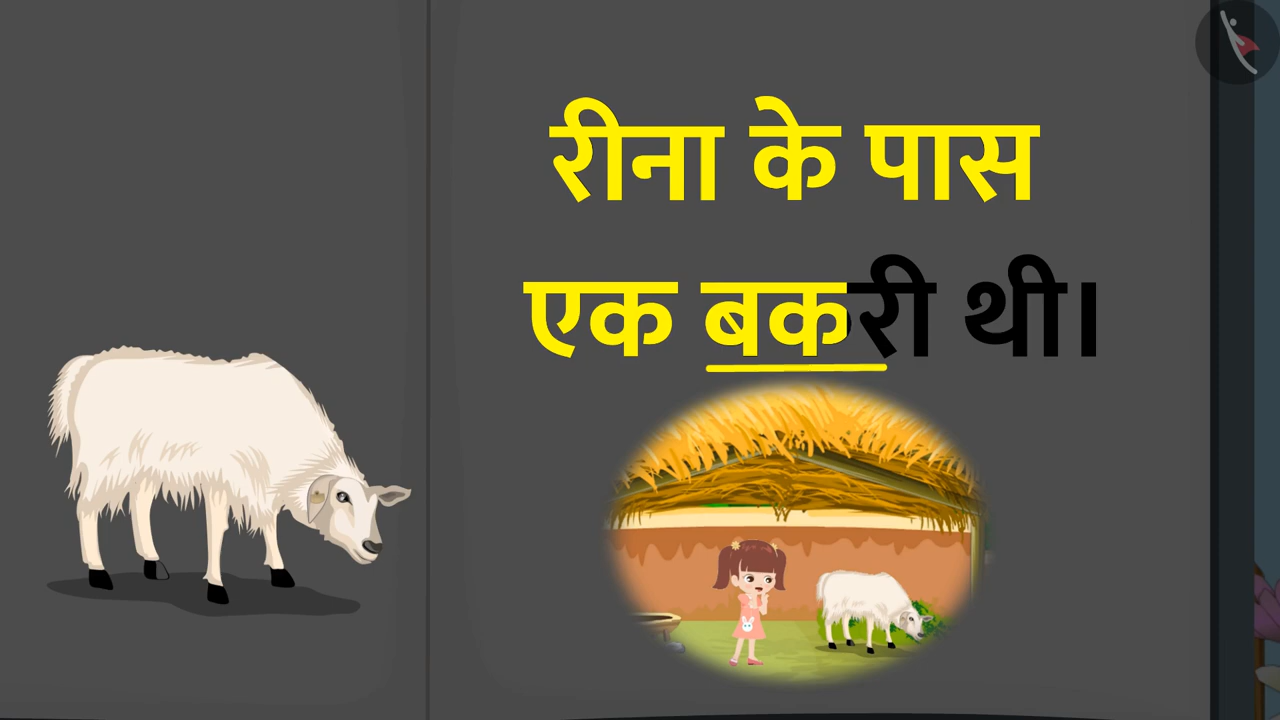 रीना के पास
एक बकरी थी।